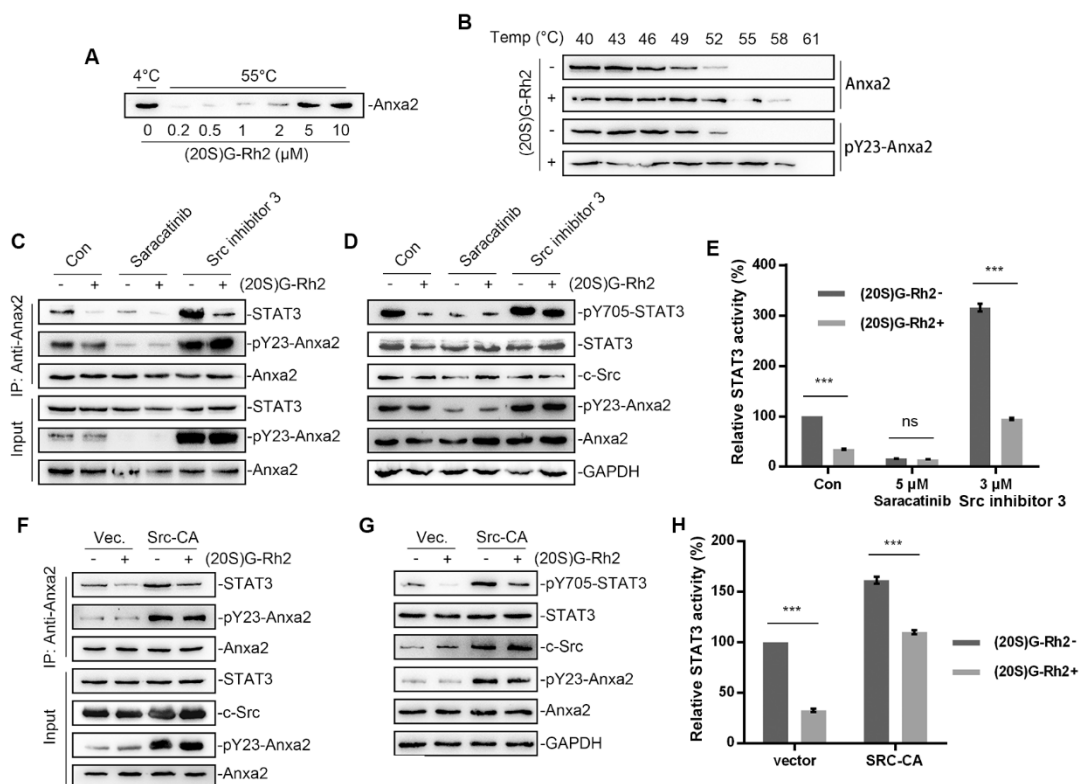 A
4°C 55°C
-Anxa2
0 0.2 0.5 1 2 5 10
(20S)G-Rh2 (µM)
B
Temp (°C) 40 43 46 49 52 55 58 61
(20S)G-Rh2
-
+
-
+
Anxa2
pY23-Anxa2
C
Con Saracatinib Src inhibitor 3
- + - + - + (20S)G-Rh2
IP: Anti-Anax2
-STAT3
-pY23-Anxa2
-Anxa2
Input
-STAT3
-pY23-Anxa2
-Anxa2
D
Con Saracatinib Src inhibitor 3
- + - + - + (20S)G-Rh2
-pY705-STAT3
-STAT3
-c-Src
-pY23-Anxa2
-Anxa2
-GAPDH
E
Relative STAT3 activity (%)
400
300
200
100
0
(20S)G-Rh2-
(20S)G-Rh2+
***
ns
***
Con 5 µM Saracatinib 3 µM Src inhibitor 3
F
Vec. Src-CA
- + - + (20S)G-Rh2
IP: Anti-Anxa2
-STAT3
-pY23-Anxa2
-Anxa2
Input
-STAT3
-c-Src
-pY23-Anxa2
-Anxa2
G
Vec. Src-CA
- + - + (20S)G-Rh2
-pY705-STAT3
-STAT3
-c-Src
-pY23-Anxa2
-Anxa2
-GAPDH
H
Relative STAT3 activity (%)
200
150
100
50
0
***
***
(20S)G-Rh2-
(20S)G-Rh2+
vector SRC-CA